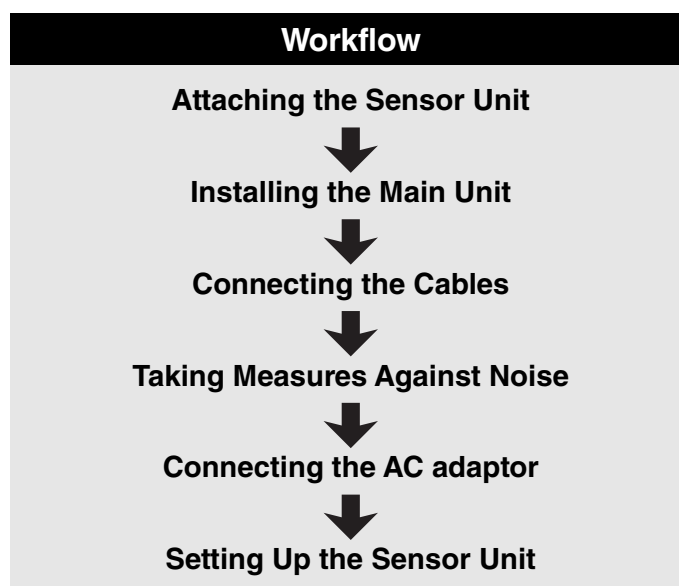 Workflow
Attaching the Sensor Unit
Installing the Main Unit
Connecting the Cables
Taking Measures Against Noise
Connecting the AC adaptor
Setting Up the Sensor Unit